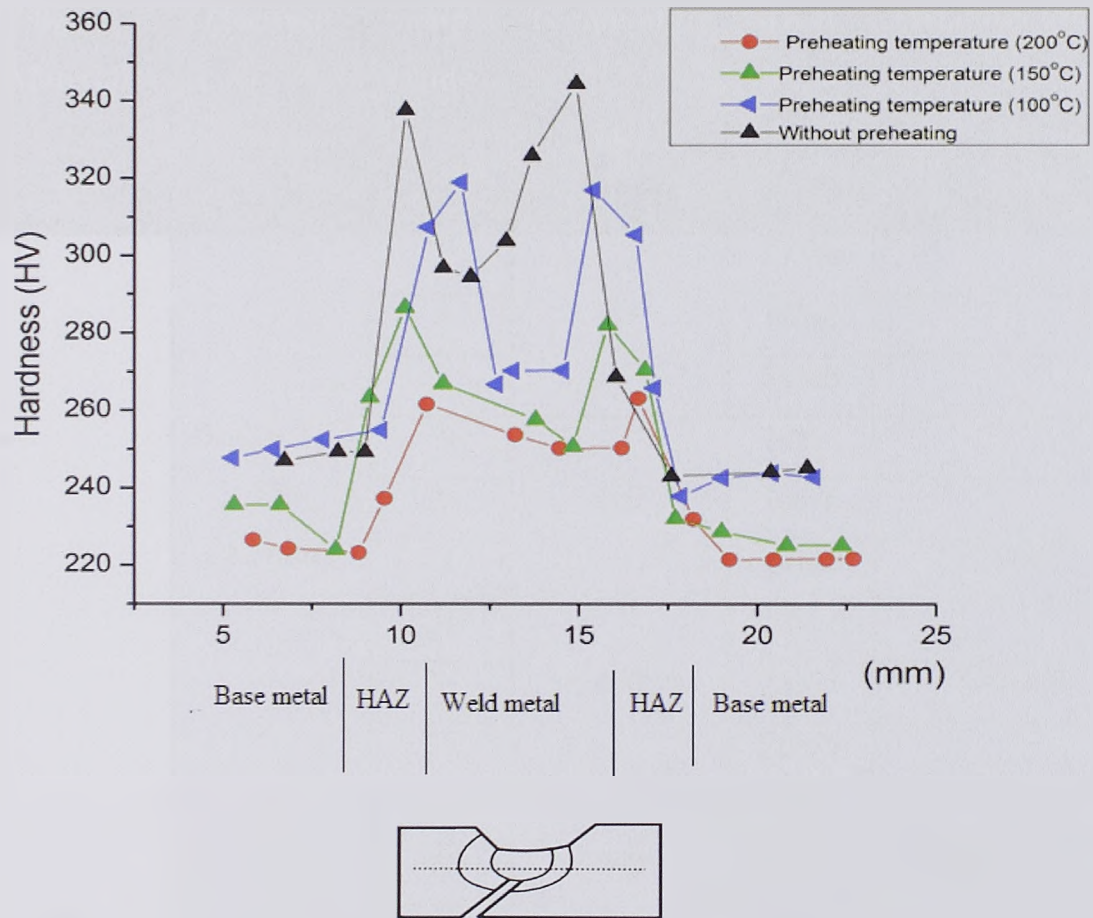 360
340
320
300
280
260
240
220
Hardness (HV)
Preheating temperature (200°C)
Preheating temperature (150°C)
Preheating temperature (100°C)
Without preheating
5 10 15 20 25
(mm)
Base metal HAZ Weld metal HAZ Base metal